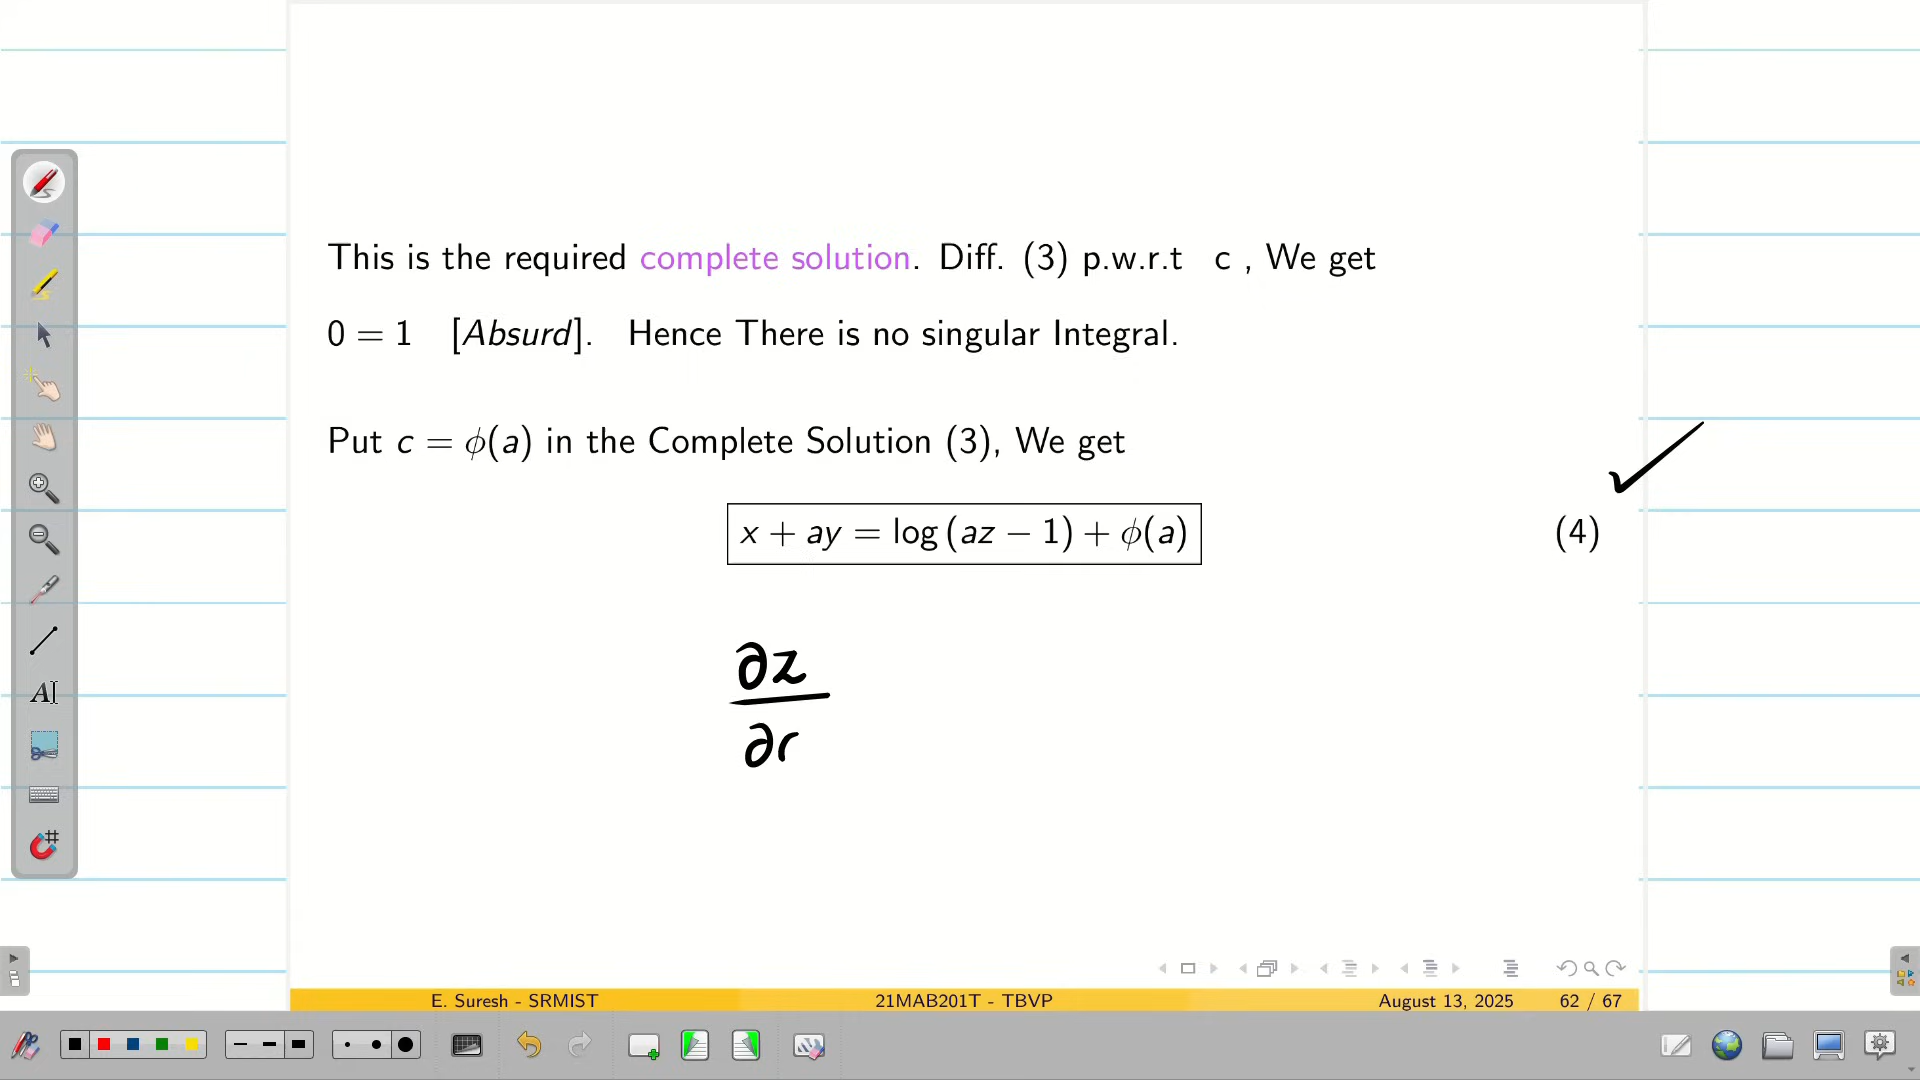 This is the required complete solution. Diff. (3) p.w.r.t c , We get
0 = 1 [Absurd]. Hence There is no singular Integral.
Put c = ϕ(a) in the Complete Solution (3), We get
x + ay = log (az − 1) + ϕ(a) (4)
∂z
∂r
E. Suresh - SRMIST 21MAB201T - TBVP August 13, 2025 62 / 67